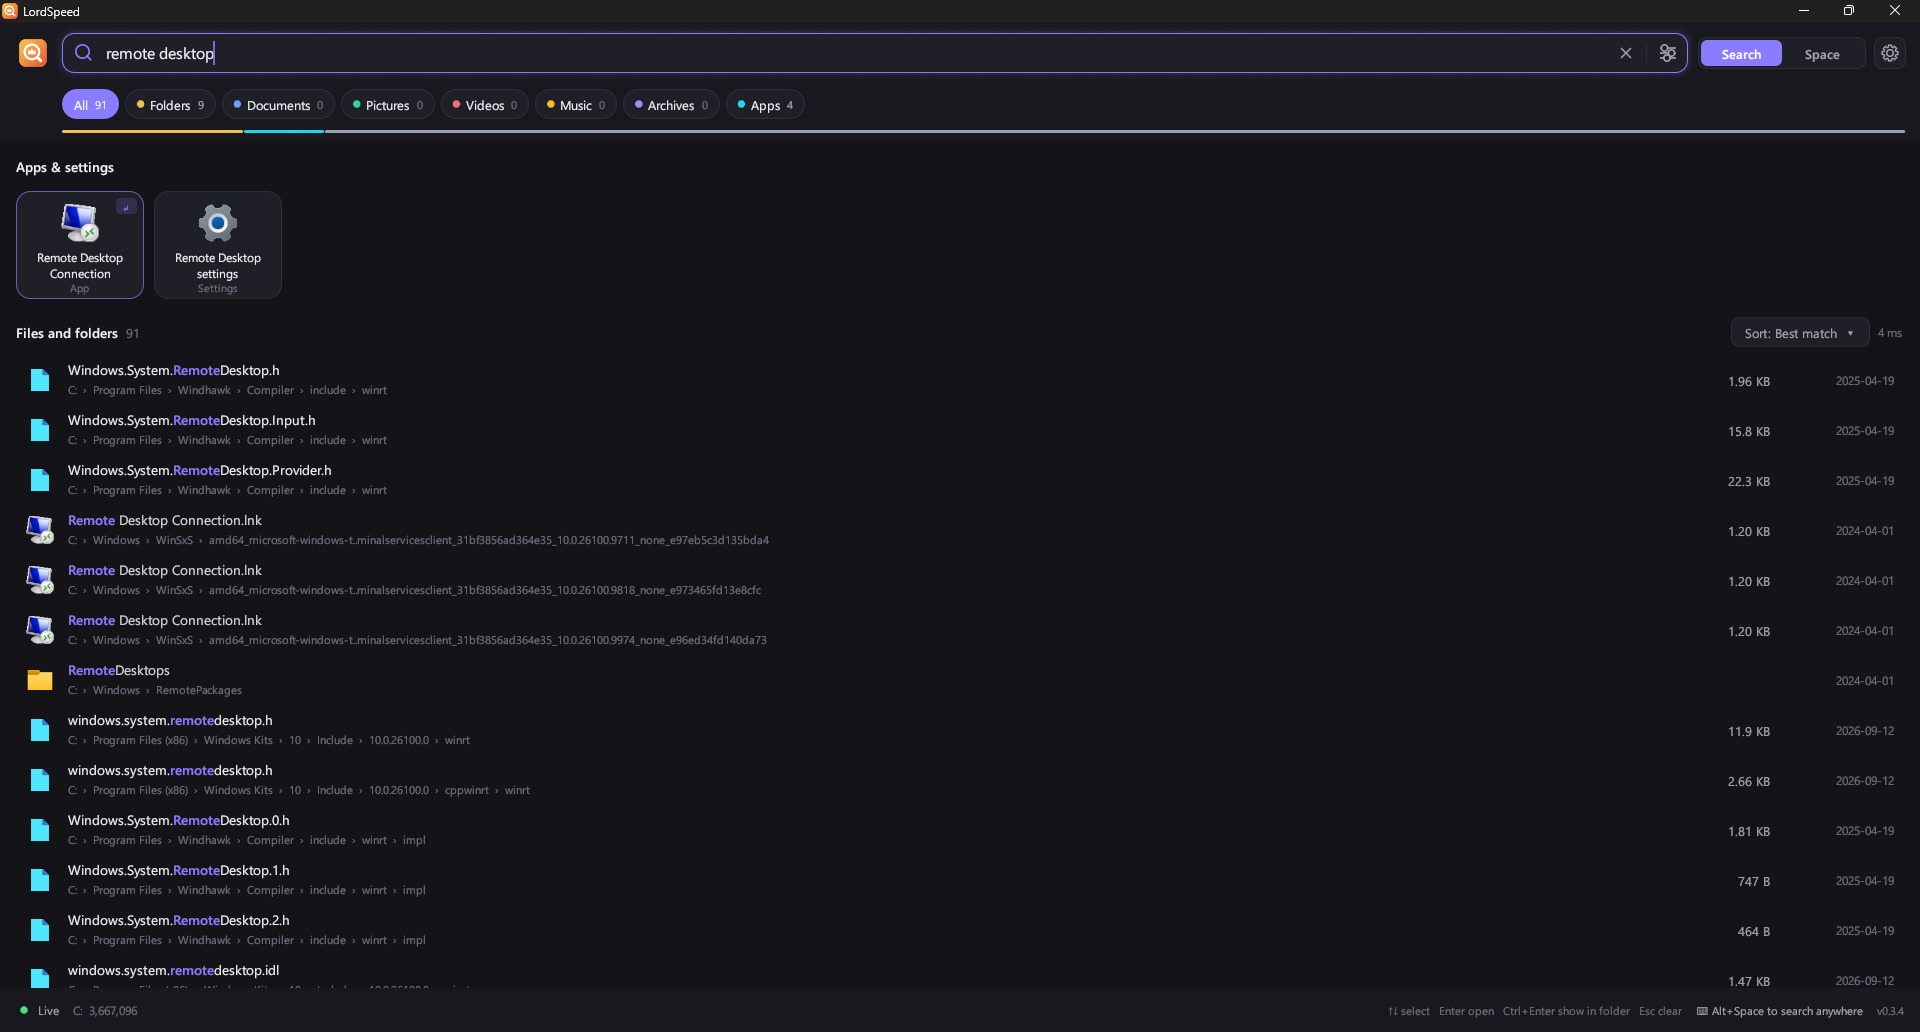 LordSpeed
remote desktop
Search
Space
All 91
Folders 9
Documents 0
Pictures 0
Videos 0
Music 0
Archives 0
Apps 4
Apps & settings
Remote Desktop
Connection
App
Remote Desktop
settings
Settings
Files and folders 91
Sort: Best match
4 ms
Windows.System.RemoteDesktop.h
C: › Program Files › Windhawk › Compiler › include › winrt
1.96 KB
2025-04-19
Windows.System.RemoteDesktop.Input.h
C: › Program Files › Windhawk › Compiler › include › winrt
15.8 KB
2025-04-19
Windows.System.RemoteDesktop.Provider.h
C: › Program Files › Windhawk › Compiler › include › winrt
22.3 KB
2025-04-19
Remote Desktop Connection.lnk
C: › Windows › WinSxS › amd64_microsoft-windows-t..minalservicesclient_31bf3856ad364e35_10.0.26100.9711_none_e97eb5c3d135bda4
1.20 KB
2024-04-01
Remote Desktop Connection.lnk
C: › Windows › WinSxS › amd64_microsoft-windows-t..minalservicesclient_31bf3856ad364e35_10.0.26100.9818_none_e973465fd13e8cfc
1.20 KB
2024-04-01
Remote Desktop Connection.lnk
C: › Windows › WinSxS › amd64_microsoft-windows-t..minalservicesclient_31bf3856ad364e35_10.0.26100.9974_none_e96ed34fd140da73
1.20 KB
2024-04-01
RemoteDesktops
C: › Windows › RemotePackages
2024-04-01
windows.system.remotedesktop.h
C: › Program Files (x86) › Windows Kits › 10 › Include › 10.0.26100.0 › winrt
11.9 KB
2026-09-12
windows.system.remotedesktop.h
C: › Program Files (x86) › Windows Kits › 10 › Include › 10.0.26100.0 › cppwinrt › winrt
2.66 KB
2026-09-12
Windows.System.RemoteDesktop.0.h
C: › Program Files › Windhawk › Compiler › include › winrt › impl
1.81 KB
2025-04-19
Windows.System.RemoteDesktop.1.h
C: › Program Files › Windhawk › Compiler › include › winrt › impl
747 B
2025-04-19
Windows.System.RemoteDesktop.2.h
C: › Program Files › Windhawk › Compiler › include › winrt › impl
464 B
2025-04-19
windows.system.remotedesktop.idl
1.47 KB
2026-09-12
Live
C: 3,667,096
↑↓ select
Enter open
Ctrl+Enter show in folder
Esc clear
Alt+Space to search anywhere
v0.3.4